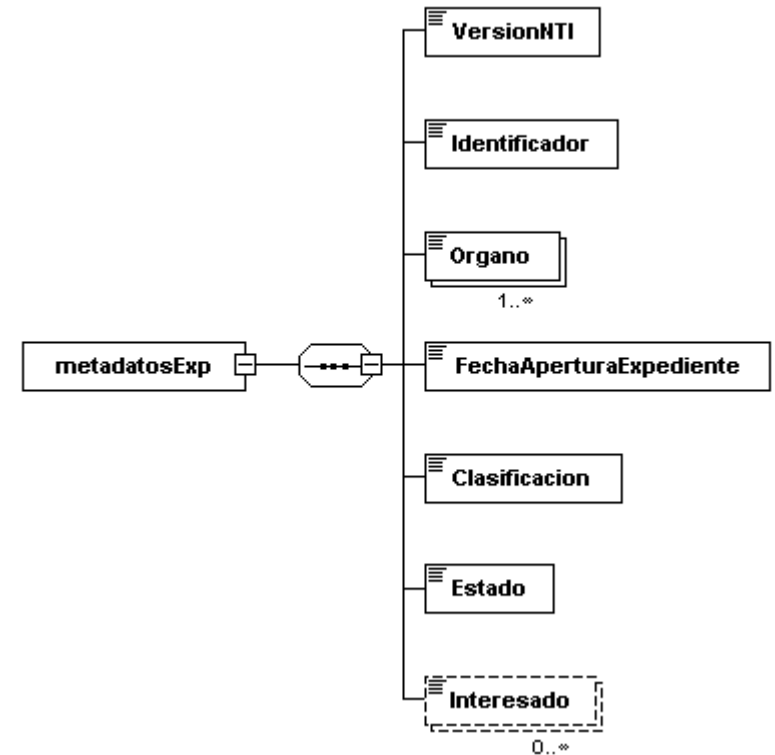 VersionNTI
Identificador
Organo
1..∞
metadatosExp
FechaAperturaExpediente
Clasificacion
Estado
Interesado
0..∞